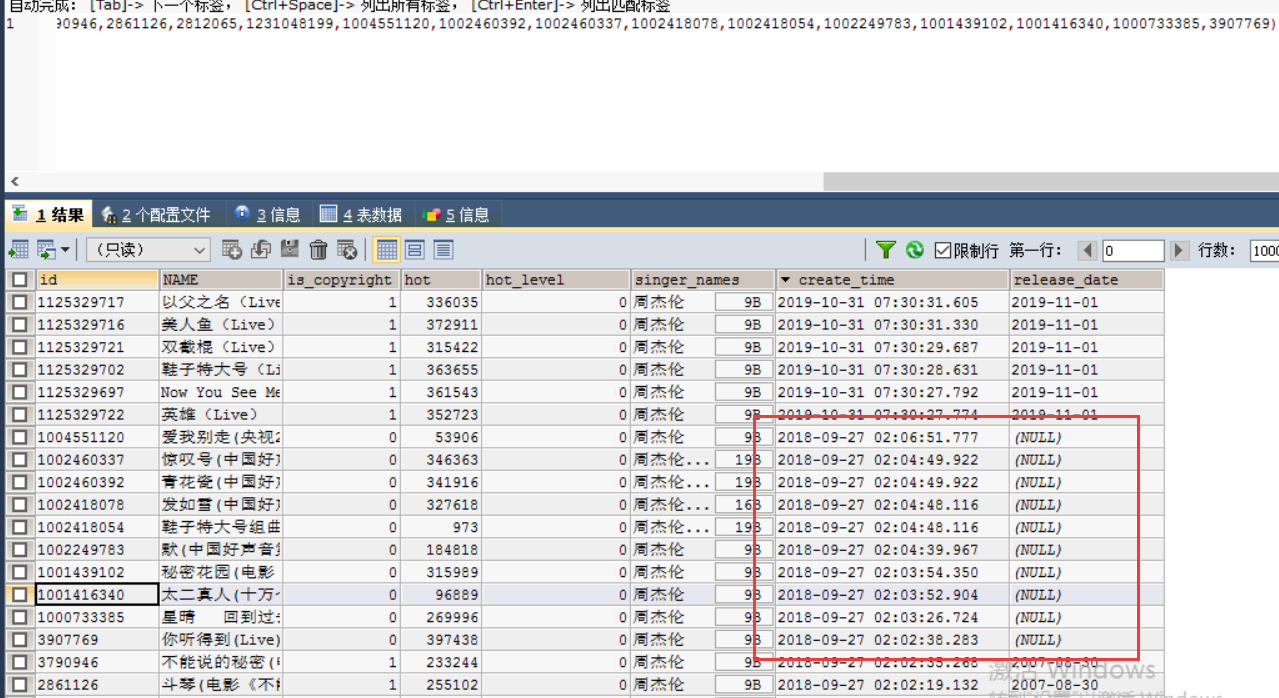 自动完成： [Tab]-> 下一个标签， [Ctrl+Space]-> 列出所有标签， [Ctrl+Enter]-> 列出匹配标签
1 90946,2861126,2812065,1231048199,1004551120,1002460392,1002460337,1002418078,1002418054,1002249783,1001439102,1001416340,1000733385,3907769)
1 结果 2 个配置文件 3 信息 4 表数据 5 信息
（只读） 限制行 第一行： 0 行数： 1000
id NAME is_copyright hot hot_level singer_names create_time release_date
1125329717 以父之名（Live 1 336035 0 周杰伦 9B 2019-10-31 07:30:31.605 2019-11-01
1125329716 美人鱼（Live） 1 372911 0 周杰伦 9B 2019-10-31 07:30:31.330 2019-11-01
1125329721 双截棍（Live） 1 315422 0 周杰伦 9B 2019-10-31 07:30:29.687 2019-11-01
1125329702 鞋子特大号（Li 1 363655 0 周杰伦 9B 2019-10-31 07:30:28.631 2019-11-01
1125329697 Now You See Me 1 361543 0 周杰伦 9B 2019-10-31 07:30:27.792 2019-11-01
1125329722 英雄（Live） 1 352723 0 周杰伦 9B 2019-10-31 07:30:27.774 2019-11-01
1004551120 爱我别走(央视2 0 53906 0 周杰伦 9B 2018-09-27 02:06:51.777 (NULL)
1002460337 惊叹号(中国好 0 346363 0 周杰伦... 19B 2018-09-27 02:04:49.922 (NULL)
1002460392 青花瓷(中国好 0 341916 0 周杰伦... 19B 2018-09-27 02:04:49.922 (NULL)
1002418078 发如雪(中国好 0 327618 0 周杰伦... 16B 2018-09-27 02:04:48.116 (NULL)
1002418054 鞋子特大号组曲 0 973 0 周杰伦... 19B 2018-09-27 02:04:48.116 (NULL)
1002249783 默(中国好声音 0 184818 0 周杰伦 9B 2018-09-27 02:04:39.967 (NULL)
1001439102 秘密花园(电影 0 315989 0 周杰伦 9B 2018-09-27 02:03:54.350 (NULL)
1001416340 太二真人(十万 0 96889 0 周杰伦 9B 2018-09-27 02:03:52.904 (NULL)
1000733385 星晴 回到过 0 269996 0 周杰伦 9B 2018-09-27 02:03:26.724 (NULL)
3907769 你听得到(Live) 0 397438 0 周杰伦 9B 2018-09-27 02:02:38.283 (NULL)
3790946 不能说的秘密( 1 233244 0 周杰伦 9B 2018-09-27 02:02:35.268 2007-08-30
2861126 斗琴(电影《不 1 255102 0 周杰伦 9B 2018-09-27 02:02:19.132 2007-08-30
激活 Windows